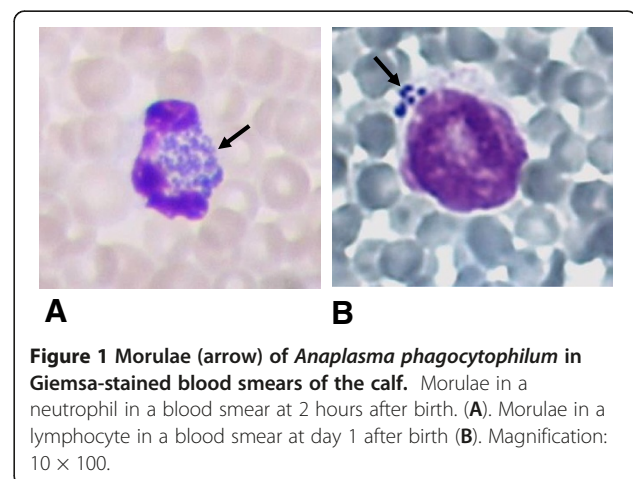 A
B
Figure 1 Morulae (arrow) of Anaplasma phagocytophilum in
Giemsa-stained blood smears of the calf. Morulae in a
neutrophil in a blood smear at 2 hours after birth. (A). Morulae in a
lymphocyte in a blood smear at day 1 after birth (B). Magnification:
10 × 100.